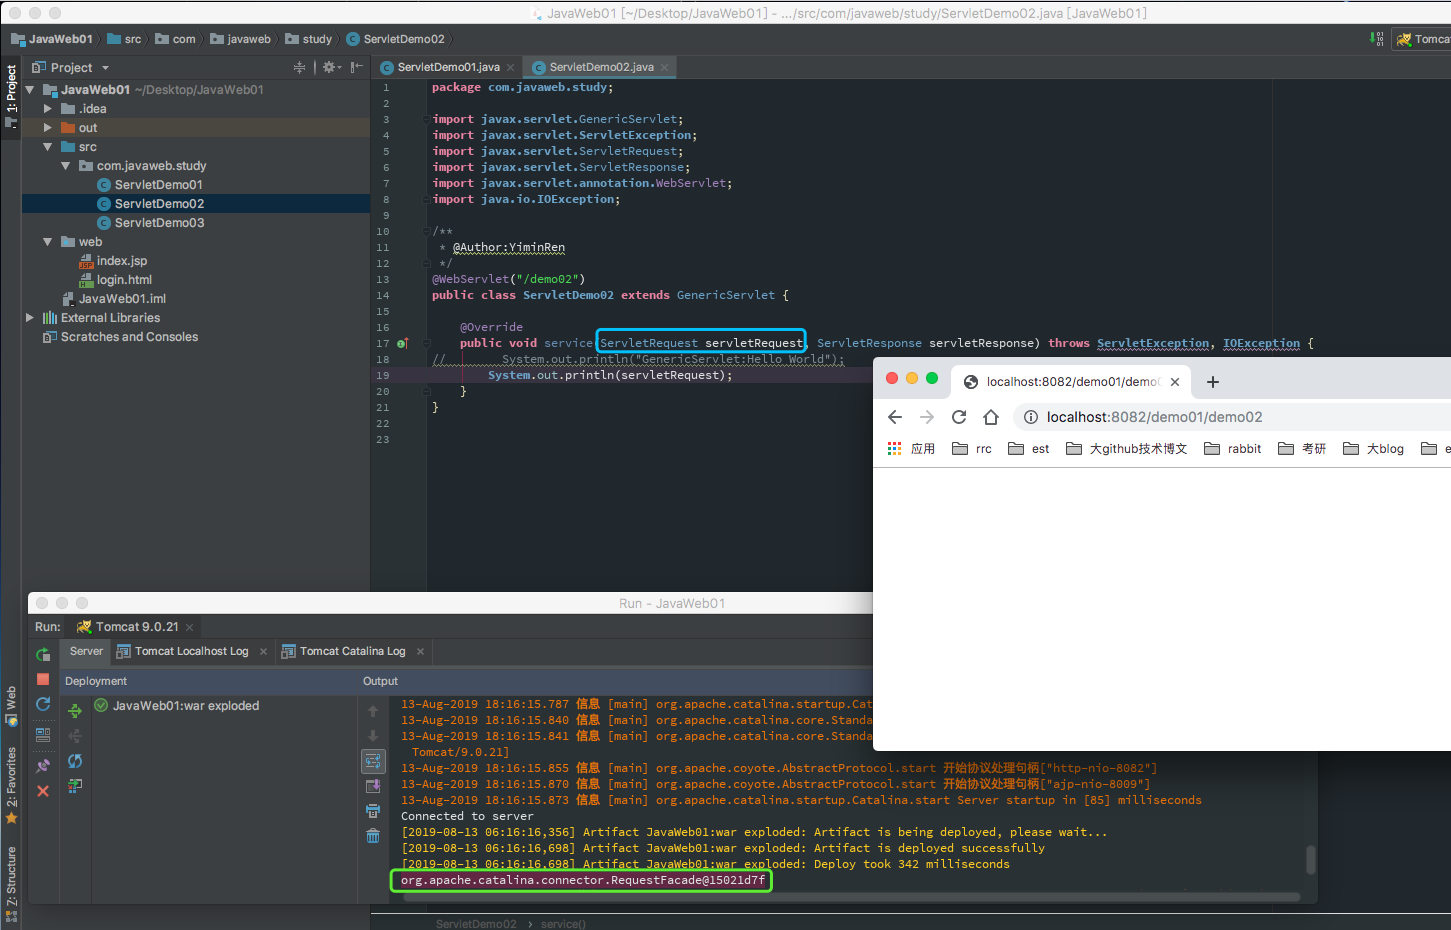 JavaWeb01 [~/Desktop/JavaWeb01] - .../src/com/javaweb/study/ServletDemo02.java [JavaWeb01]
JavaWeb01 src com javaweb study ServletDemo02
Tomca
1: Project
Project
ServletDemo01.java
ServletDemo02.java
JavaWeb01 ~/Desktop/JavaWeb01
.idea
out
src
com.javaweb.study
ServletDemo01
ServletDemo02
ServletDemo03
web
index.jsp
login.html
JavaWeb01.iml
External Libraries
Scratches and Consoles
1 package com.javaweb.study;
2
3 import javax.servlet.GenericServlet;
4 import javax.servlet.ServletException;
5 import javax.servlet.ServletRequest;
6 import javax.servlet.ServletResponse;
7 import javax.servlet.annotation.WebServlet;
8 import java.io.IOException;
9
10 /**
11 * @Author:YiminRen
12 */
13 @WebServlet("/demo02")
14 public class ServletDemo02 extends GenericServlet {
15
16 @Override
17 public void service(ServletRequest servletRequest, ServletResponse servletResponse) throws ServletException, IOException {
18 // System.out.println("GenericServlet:Hello World");
19 System.out.println(servletRequest);
20 }
21 }
22
23
localhost:8082/demo01/demo0
localhost:8082/demo01/demo02
应用 rrc est 大github技术博文 rabbit 考研 大blog e
Run - JavaWeb01
Run: Tomcat 9.0.21
Server Tomcat Localhost Log Tomcat Catalina Log
Deployment Output
JavaWeb01:war exploded
13-Aug-2019 18:16:15.787 信息 [main] org.apache.catalina.startup.Cat
13-Aug-2019 18:16:15.840 信息 [main] org.apache.catalina.core.Standa
13-Aug-2019 18:16:15.841 信息 [main] org.apache.catalina.core.Standa
Tomcat/9.0.21]
13-Aug-2019 18:16:15.855 信息 [main] org.apache.coyote.AbstractProtocol.start 开始协议处理句柄["http-nio-8082"]
13-Aug-2019 18:16:15.870 信息 [main] org.apache.coyote.AbstractProtocol.start 开始协议处理句柄["ajp-nio-8009"]
13-Aug-2019 18:16:15.873 信息 [main] org.apache.catalina.startup.Catalina.start Server startup in [85] milliseconds
Connected to server
[2019-08-13 06:16:16,356] Artifact JavaWeb01:war exploded: Artifact is being deployed, please wait...
[2019-08-13 06:16:16,698] Artifact JavaWeb01:war exploded: Artifact is deployed successfully
[2019-08-13 06:16:16,698] Artifact JavaWeb01:war exploded: Deploy took 342 milliseconds
org.apache.catalina.connector.RequestFacade@15021d7f
Web
2: Favorites
7: Structure
ServletDemo02 › service()